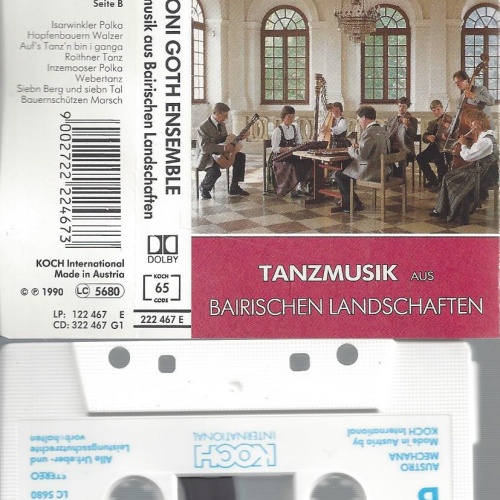 Seite B
Isarwinkler Polka
Hopfenbauern Walzer
Auf's Tanz'n bin i ganga
Roithner Tanz
Inzemooser Polka
Webertanz
Siebn Berg und siebn Tal
Bauernschützen Marsch
9002722224673
KOCH International
Made in Austria
© ℗ 1990 LC 5680
LP: 122 467 E
CD: 322 467 G1
ONI GOTH ENSEMBLE
musik aus Bairischen Landschaften
DOLBY
KOCH
65
CODE
222 467 E
TANZMUSIK AUS
BAIRISCHEN LANDSCHAFTEN
B
AUSTRO
MECHANA
Made in Austria by
KOCH International
KOCH
INTERNATIONAL
LC 5680
STEREO
Alle Urheber- und
Leistungsschutzrechte
vorbehalten